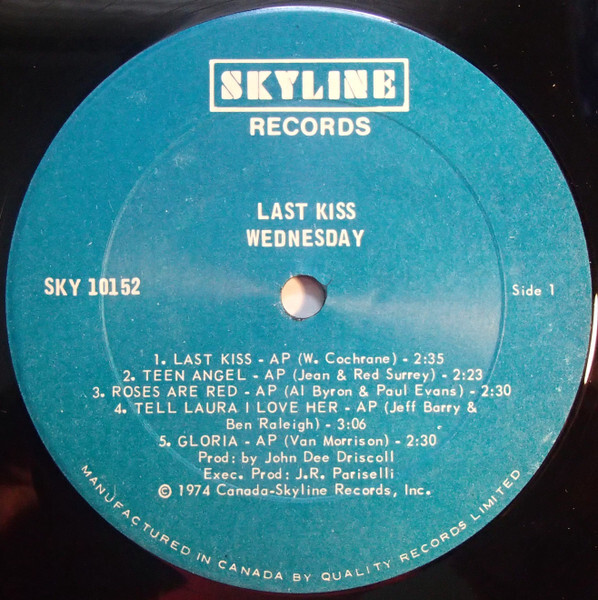 SKYLINE
RECORDS
LAST KISS
WEDNESDAY
SKY 10152
Side 1
1. LAST KISS - AP (W. Cochrane) - 2:35
2. TEEN ANGEL - AP (Jean & Red Surrey) - 2:23
3. ROSES ARE RED - AP (Al Byron & Paul Evans) - 2:30
4. TELL LAURA I LOVE HER - AP (Jeff Barry &
Ben Raleigh) - 3:06
5. GLORIA - AP (Van Morrison) - 2:30
Prod: by John Dee Driscoll
Exec. Prod: J.R. Pariselli
© 1974 Canada-Skyline Records, Inc.
MANUFACTURED IN CANADA BY QUALITY RECORDS LIMITED